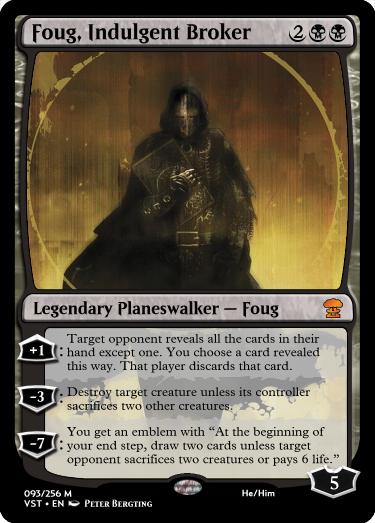 Foug, Indulgent Broker 2
Legendary Planeswalker — Foug
+1: Target opponent reveals all the cards in their
hand except one. You choose a card revealed
this way. That player discards that card.
-3: Destroy target creature unless its controller
sacrifices two other creatures.
-7: You get an emblem with “At the beginning of
your end step, draw two cards unless target
opponent sacrifices two creatures or pays 6 life.”
5
093/256 M
VST • EN Peter Bergting
He/Him